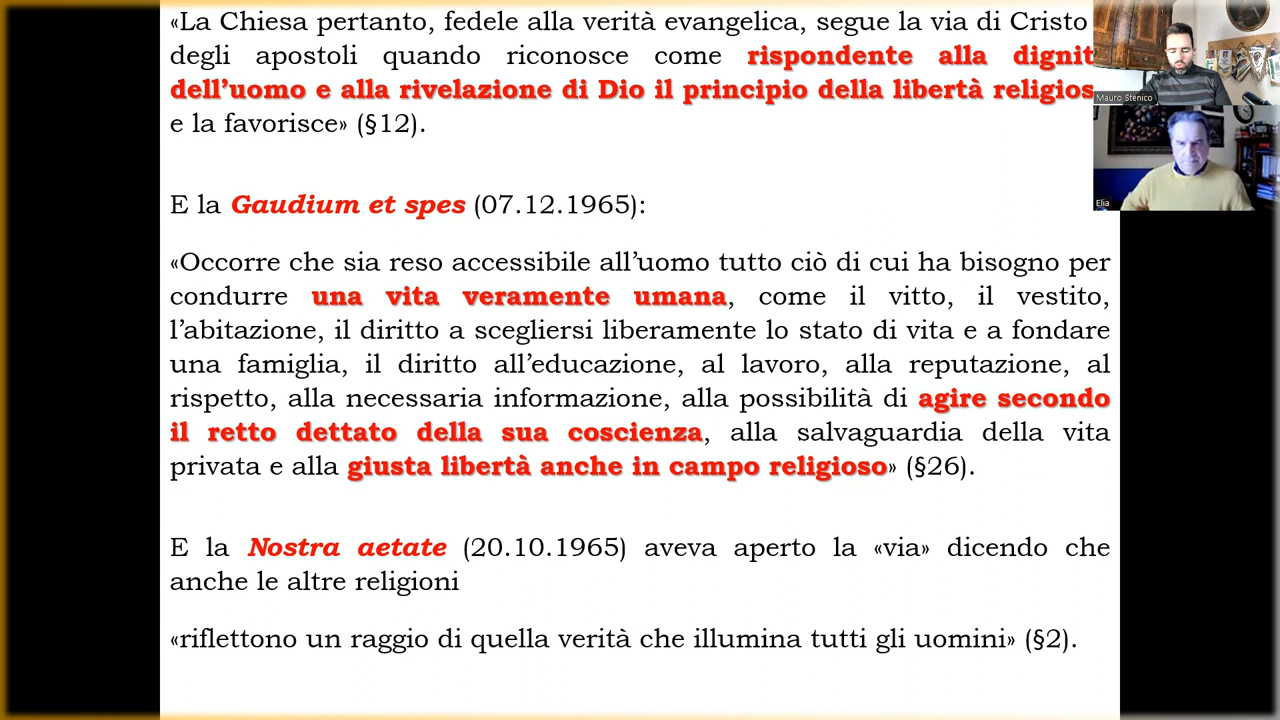 «La Chiesa pertanto, fedele alla verità evangelica, segue la via di Cristo
degli apostoli quando riconosce come rispondente alla dignit
dell’uomo e alla rivelazione di Dio il principio della libertà religios
e la favorisce» (§12).
E la Gaudium et spes (07.12.1965):
«Occorre che sia reso accessibile all’uomo tutto ciò di cui ha bisogno per
condurre una vita veramente umana, come il vitto, il vestito,
l’abitazione, il diritto a scegliersi liberamente lo stato di vita e a fondare
una famiglia, il diritto all’educazione, al lavoro, alla reputazione, al
rispetto, alla necessaria informazione, alla possibilità di agire secondo
il retto dettato della sua coscienza, alla salvaguardia della vita
privata e alla giusta libertà anche in campo religioso» (§26).
E la Nostra aetate (20.10.1965) aveva aperto la «via» dicendo che
anche le altre religioni
«riflettono un raggio di quella verità che illumina tutti gli uomini» (§2).
Mauro Stenico
Elia